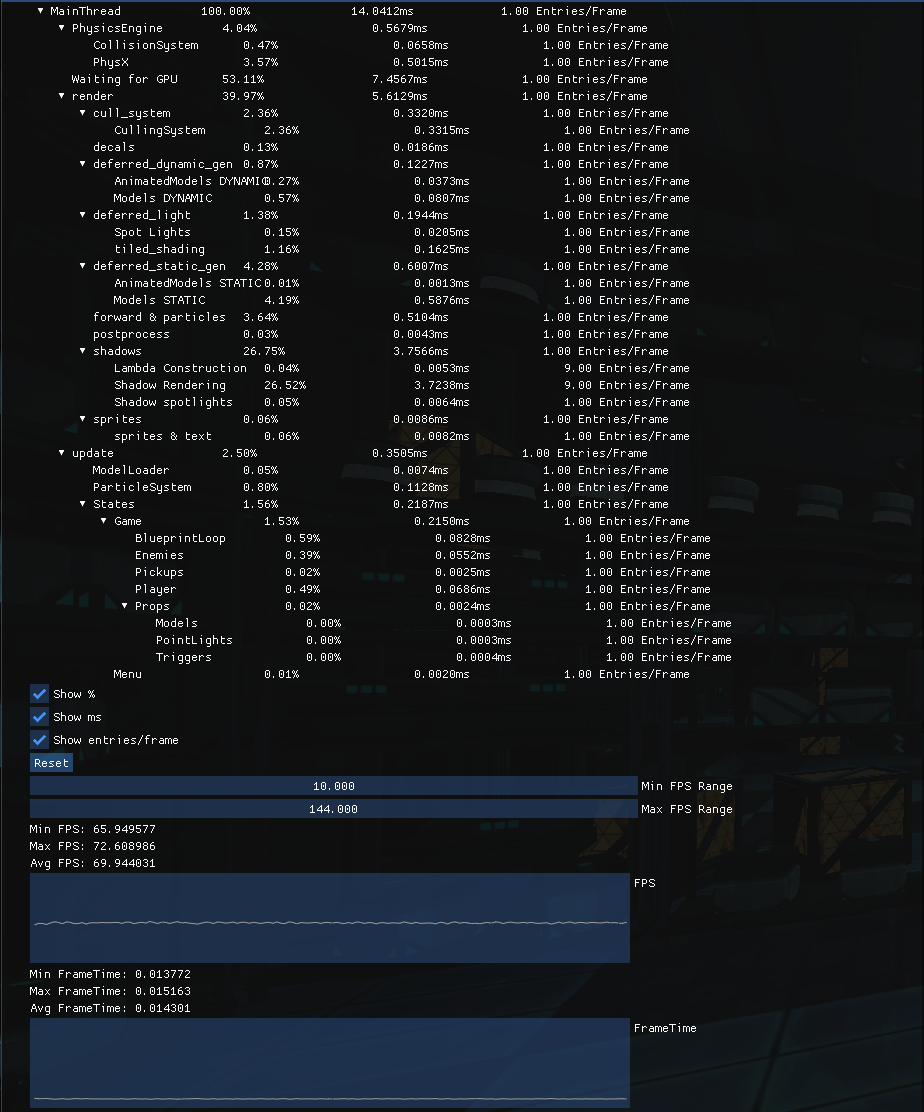 ▼ MainThread 100.00% 14.0412ms 1.00 Entries/Frame
▼ PhysicsEngine 4.04% 0.5679ms 1.00 Entries/Frame
CollisionSystem 0.47% 0.0658ms 1.00 Entries/Frame
PhysX 3.57% 0.5015ms 1.00 Entries/Frame
Waiting for GPU 53.11% 7.4567ms 1.00 Entries/Frame
▼ render 39.97% 5.6129ms 1.00 Entries/Frame
▼ cull_system 2.36% 0.3320ms 1.00 Entries/Frame
CullingSystem 2.36% 0.3315ms 1.00 Entries/Frame
decals 0.13% 0.0186ms 1.00 Entries/Frame
▼ deferred_dynamic_gen 0.87% 0.1227ms 1.00 Entries/Frame
AnimatedModels DYNAMIC 0.27% 0.0373ms 1.00 Entries/Frame
Models DYNAMIC 0.57% 0.0807ms 1.00 Entries/Frame
▼ deferred_light 1.38% 0.1944ms 1.00 Entries/Frame
Spot Lights 0.15% 0.0205ms 1.00 Entries/Frame
tiled_shading 1.16% 0.1625ms 1.00 Entries/Frame
▼ deferred_static_gen 4.28% 0.6007ms 1.00 Entries/Frame
AnimatedModels STATIC 0.01% 0.0013ms 1.00 Entries/Frame
Models STATIC 4.19% 0.5876ms 1.00 Entries/Frame
forward & particles 3.64% 0.5104ms 1.00 Entries/Frame
postprocess 0.03% 0.0043ms 1.00 Entries/Frame
▼ shadows 26.75% 3.7566ms 1.00 Entries/Frame
Lambda Construction 0.04% 0.0053ms 9.00 Entries/Frame
Shadow Rendering 26.52% 3.7238ms 9.00 Entries/Frame
Shadow spotlights 0.05% 0.0064ms 1.00 Entries/Frame
▼ sprites 0.06% 0.0086ms 1.00 Entries/Frame
sprites & text 0.06% 0.0082ms 1.00 Entries/Frame
▼ update 2.50% 0.3505ms 1.00 Entries/Frame
ModelLoader 0.05% 0.0074ms 1.00 Entries/Frame
ParticleSystem 0.80% 0.1128ms 1.00 Entries/Frame
▼ States 1.56% 0.2187ms 1.00 Entries/Frame
▼ Game 1.53% 0.2150ms 1.00 Entries/Frame
BlueprintLoop 0.59% 0.0828ms 1.00 Entries/Frame
Enemies 0.39% 0.0552ms 1.00 Entries/Frame
Pickups 0.02% 0.0025ms 1.00 Entries/Frame
Player 0.49% 0.0686ms 1.00 Entries/Frame
▼ Props 0.02% 0.0024ms 1.00 Entries/Frame
Models 0.00% 0.0003ms 1.00 Entries/Frame
PointLights 0.00% 0.0003ms 1.00 Entries/Frame
Triggers 0.00% 0.0004ms 1.00 Entries/Frame
Menu 0.01% 0.0020ms 1.00 Entries/Frame
Show %
Show ms
Show entries/frame
Reset
10.000 Min FPS Range
144.000 Max FPS Range
Min FPS: 65.949577
Max FPS: 72.608986
Avg FPS: 69.944031
FPS
Min FrameTime: 0.013772
Max FrameTime: 0.015163
Avg FrameTime: 0.014301
FrameTime